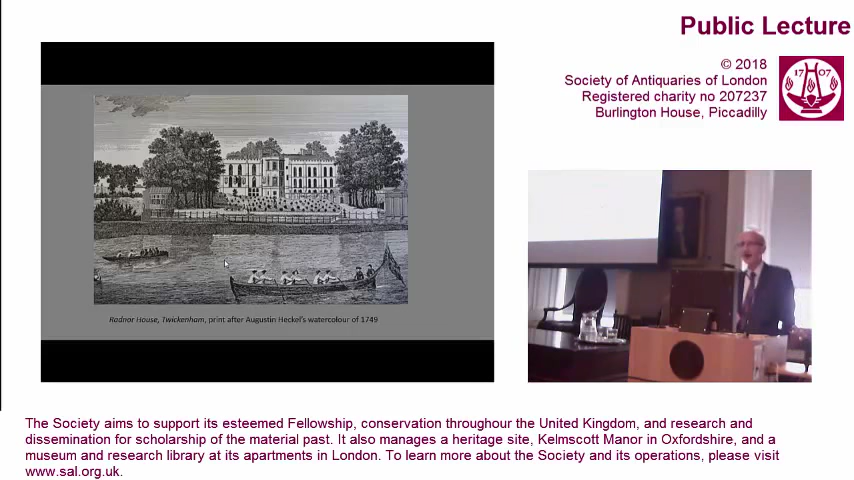 Public Lecture
© 2018
Society of Antiquaries of London
Registered charity no 207237
Burlington House, Piccadilly
17 07
Radnor House, Twickenham, print after Augustin Heckel's watercolour of 1749
The Society aims to support its esteemed Fellowship, conservation throughour the United Kingdom, and research and
dissemination for scholarship of the material past. It also manages a heritage site, Kelmscott Manor in Oxfordshire, and a
museum and research library at its apartments in London. To learn more about the Society and its operations, please visit
www.sal.org.uk.